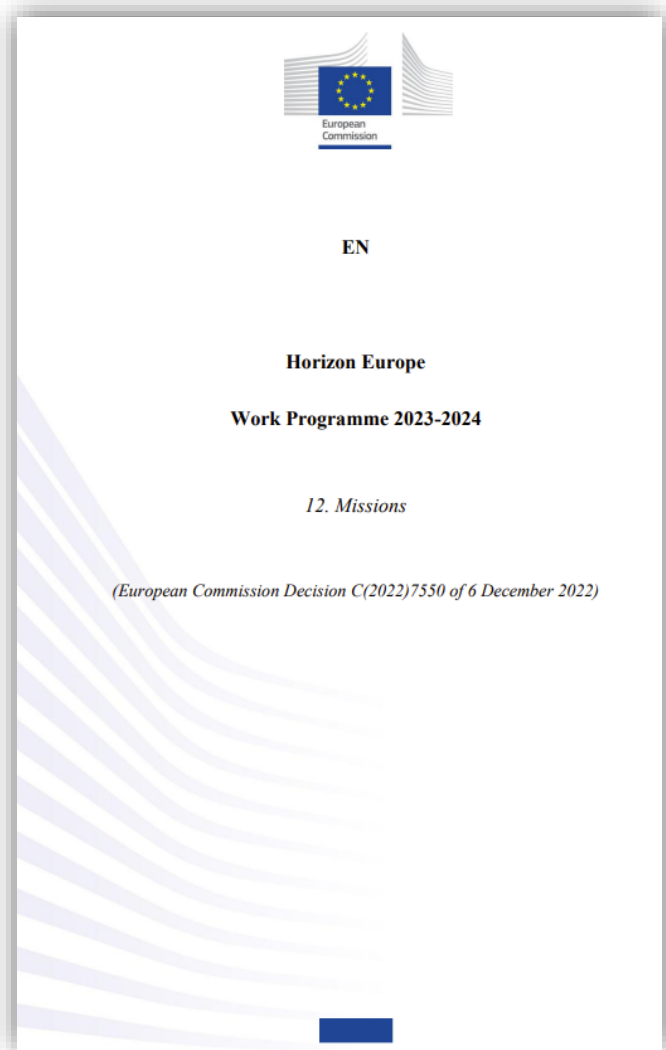 European
Commission
EN
Horizon Europe
Work Programme 2023-2024
12. Missions
(European Commission Decision C(2022)7550 of 6 December 2022)